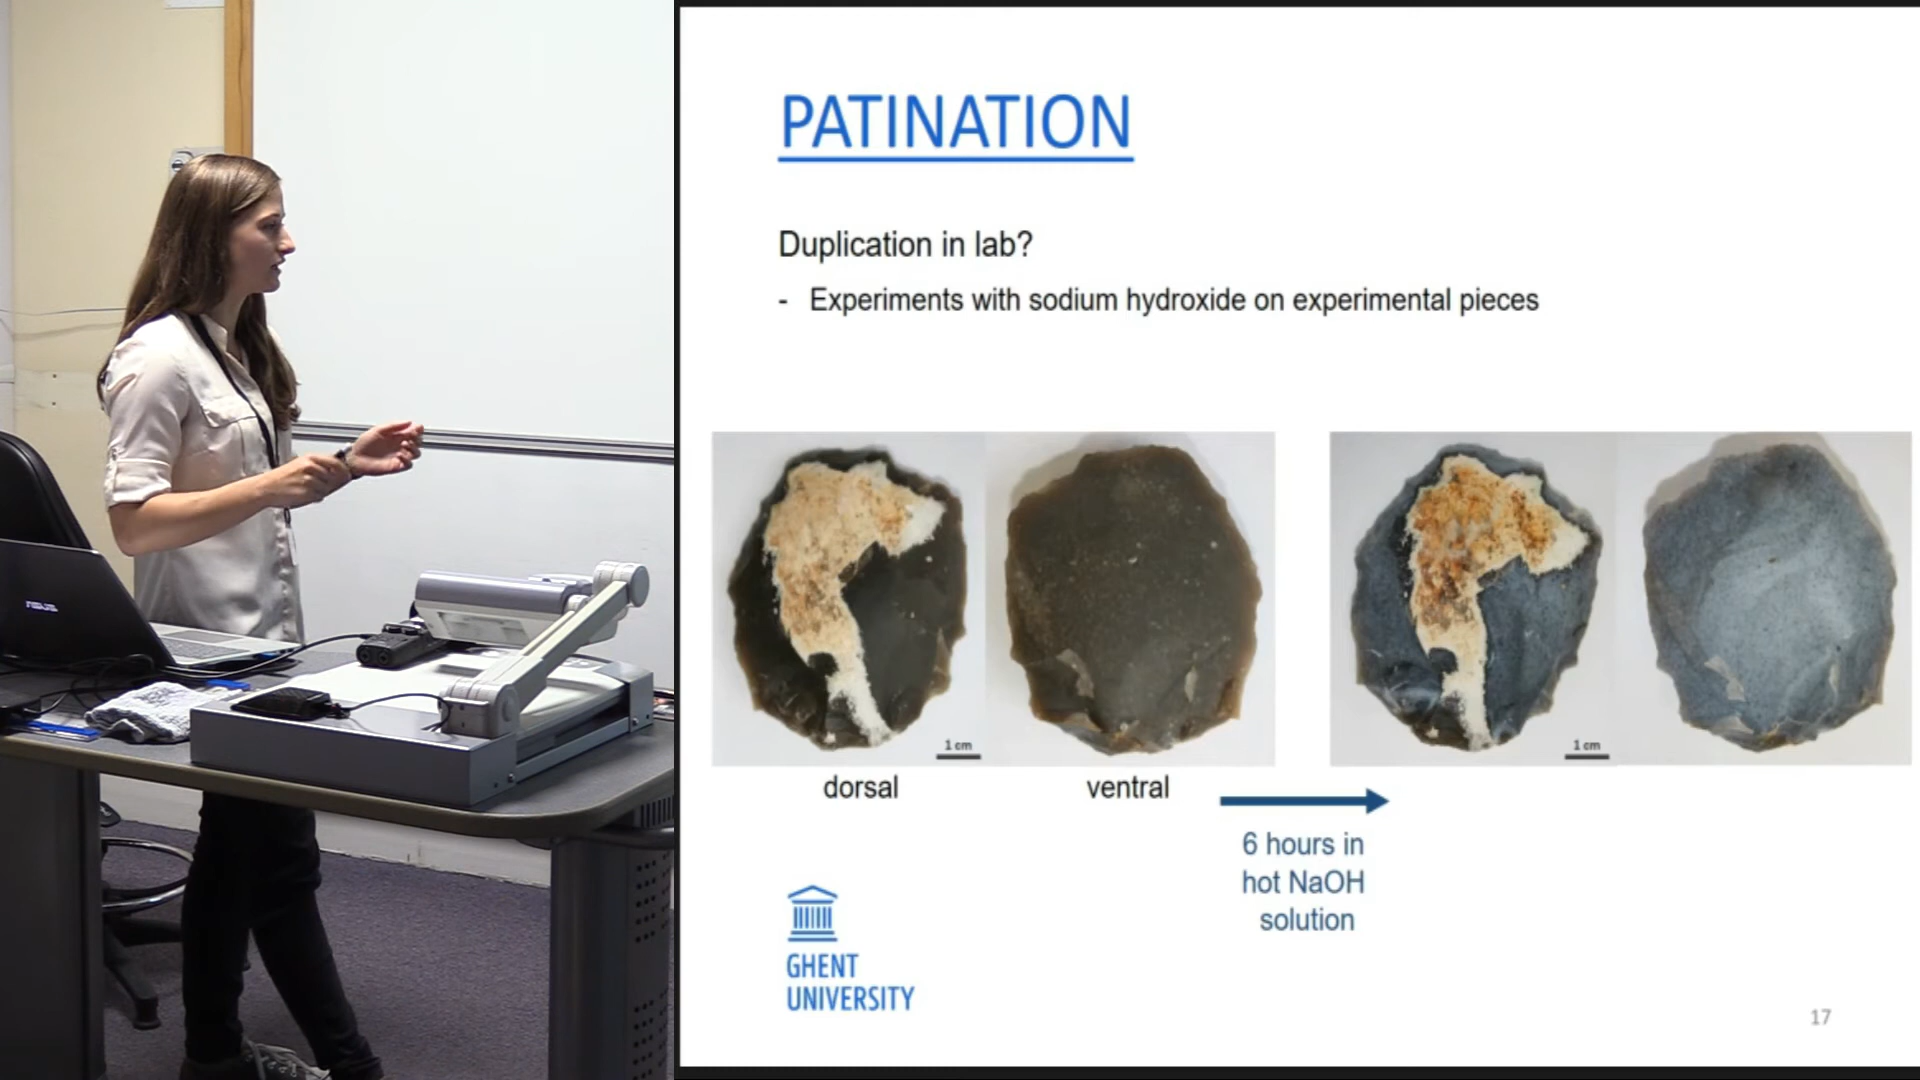 PATINATION
Duplication in lab?
- Experiments with sodium hydroxide on experimental pieces
1 cm
1 cm
dorsal
ventral
6 hours in
hot NaOH
solution
GHENT
UNIVERSITY
17